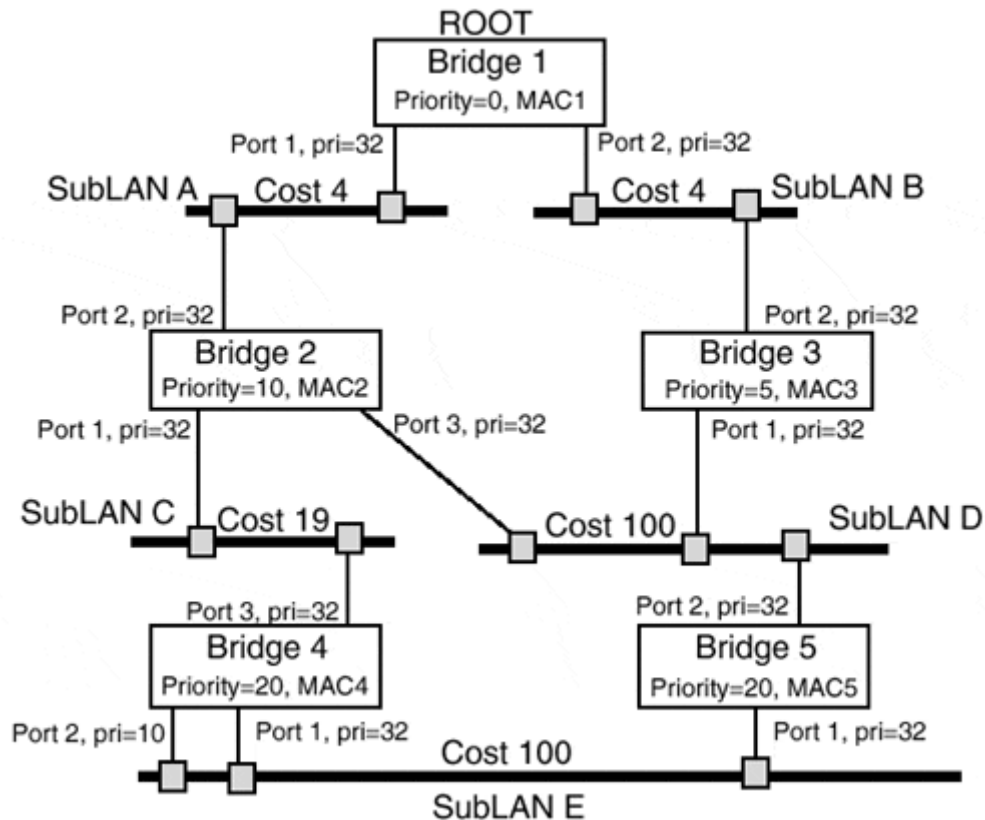 ROOT
Bridge 1
Priority=0, MAC1
Port 1, pri=32
Port 2, pri=32
SubLAN A
Cost 4
Cost 4
SubLAN B
Port 2, pri=32
Port 2, pri=32
Bridge 2
Priority=10, MAC2
Bridge 3
Priority=5, MAC3
Port 1, pri=32
Port 3, pri=32
Port 1, pri=32
SubLAN C
Cost 19
Cost 100
SubLAN D
Port 3, pri=32
Port 2, pri=32
Bridge 4
Priority=20, MAC4
Bridge 5
Priority=20, MAC5
Port 2, pri=10
Port 1, pri=32
Port 1, pri=32
Cost 100
SubLAN E